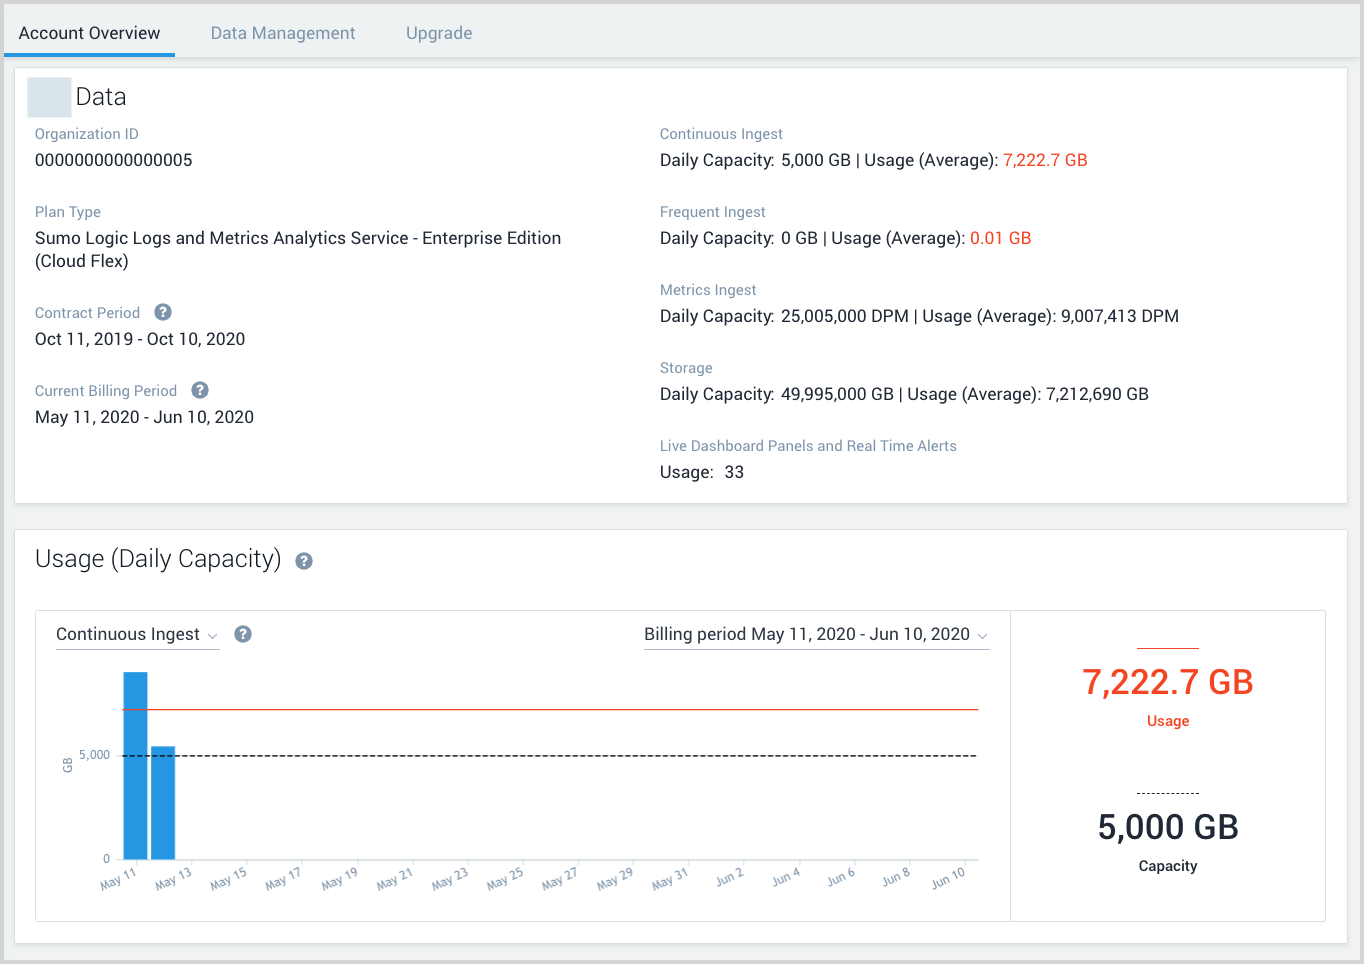 Account Overview
Data Management
Upgrade
Data
Organization ID
0000000000000005
Plan Type
Sumo Logic Logs and Metrics Analytics Service - Enterprise Edition
(Cloud Flex)
Contract Period ?
Oct 11, 2019 - Oct 10, 2020
Current Billing Period ?
May 11, 2020 - Jun 10, 2020
Continuous Ingest
Daily Capacity: 5,000 GB | Usage (Average): 7,222.7 GB
Frequent Ingest
Daily Capacity: 0 GB | Usage (Average): 0.01 GB
Metrics Ingest
Daily Capacity: 25,005,000 DPM | Usage (Average): 9,007,413 DPM
Storage
Daily Capacity: 49,995,000 GB | Usage (Average): 7,212,690 GB
Live Dashboard Panels and Real Time Alerts
Usage: 33
Usage (Daily Capacity) ?
Continuous Ingest ?
Billing period May 11, 2020 - Jun 10, 2020
GB
5,000
0
May 11
May 13
May 15
May 17
May 19
May 21
May 23
May 25
May 27
May 29
May 31
Jun 2
Jun 4
Jun 6
Jun 8
Jun 10
7,222.7 GB
Usage
5,000 GB
Capacity